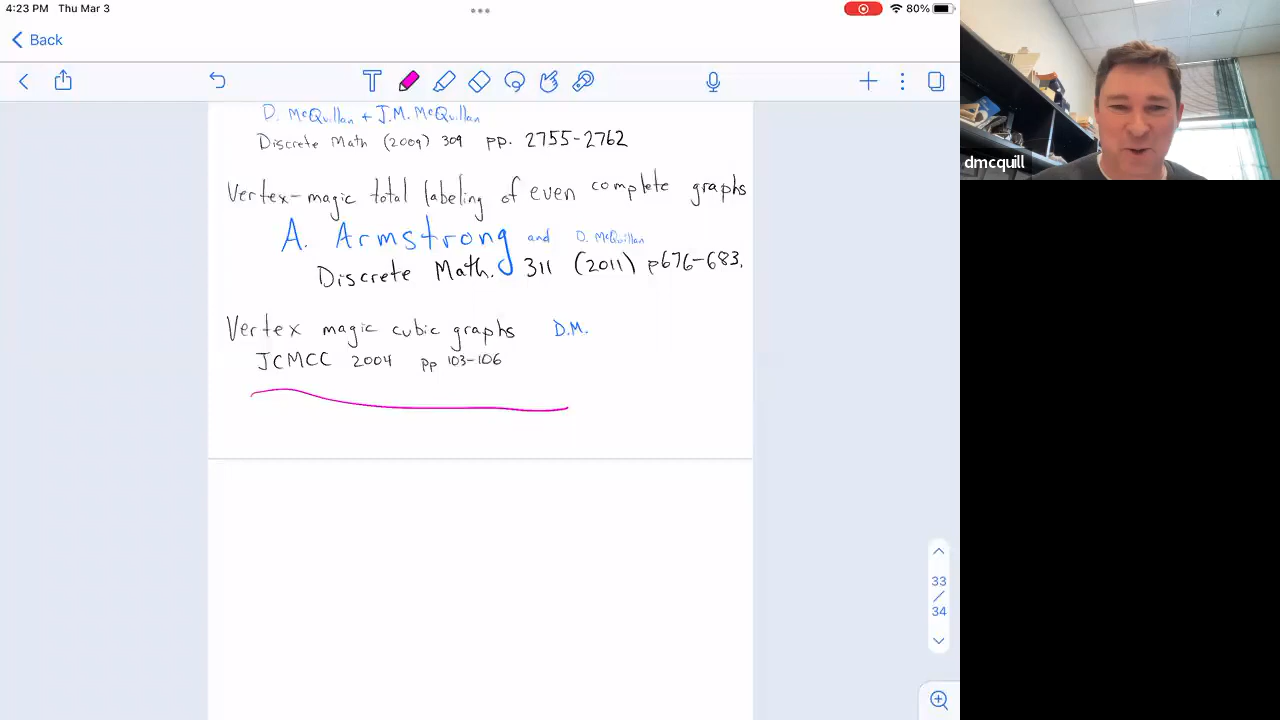 4:23 PM Thu Mar 3
80%
Back
T
D. McQuillan + J.M. McQuillan
Discrete Math (2009) 309 pp. 2755-2762
Vertex-magic total labeling of even complete graphs
A. Armstrong and D. McQuillan
Discrete Math. 311 (2011) p676-683.
Vertex magic cubic graphs D.M.
JCMCC 2004 pp 103-106
33
/
34
dmcquill